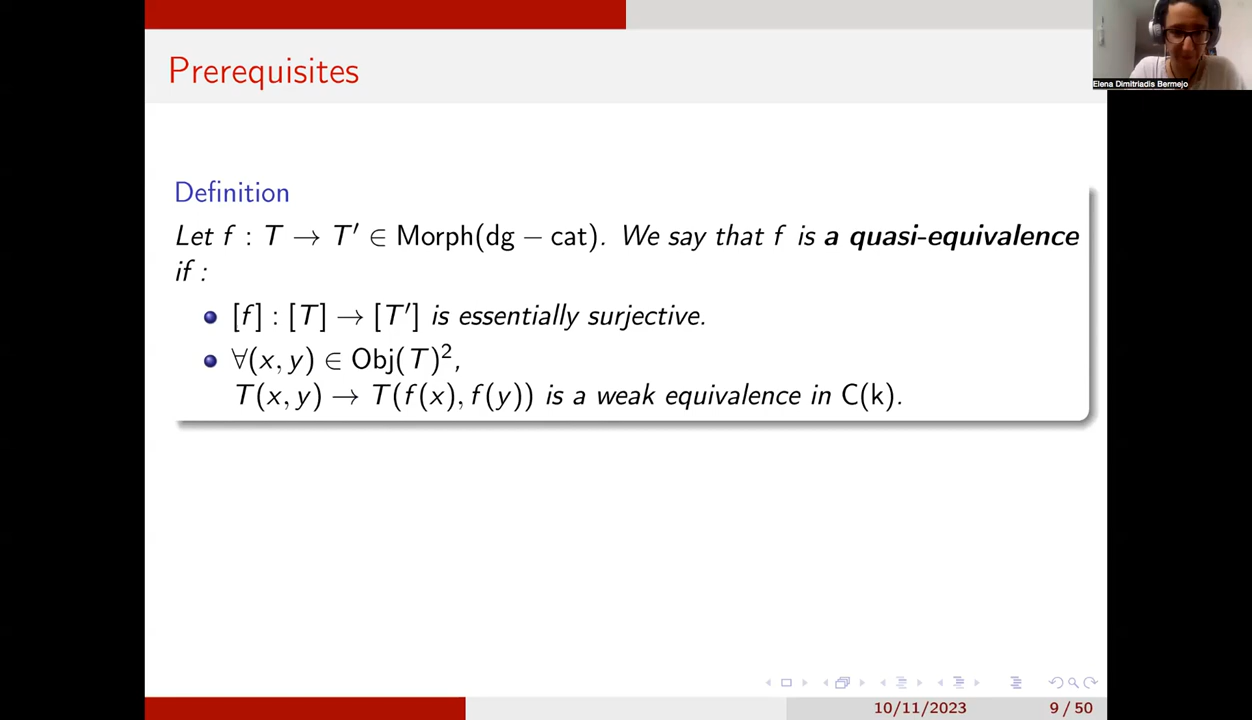 Prerequisites
Elena Dimitriadis Bermejo
Definition
Let f : T → T′ ∈ Morph(dg − cat). We say that f is a quasi-equivalence
if :
[f] : [T] → [T′] is essentially surjective.
∀(x, y) ∈ Obj(T)²,
T(x, y) → T(f(x), f(y)) is a weak equivalence in C(k).
10/11/2023 9 / 50